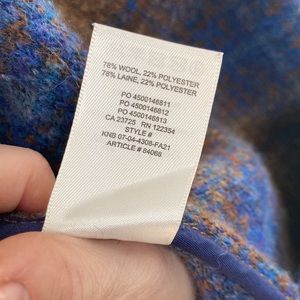 78% WOOL, 22% POLYESTER
78% LAINE, 22% POLYESTER
PO 4500146811
PO 4500146812
PO 4500146813
CA 23725 RN 122354
STYLE #
KNB 07-04-4308-FA21
ARTICLE # 84068